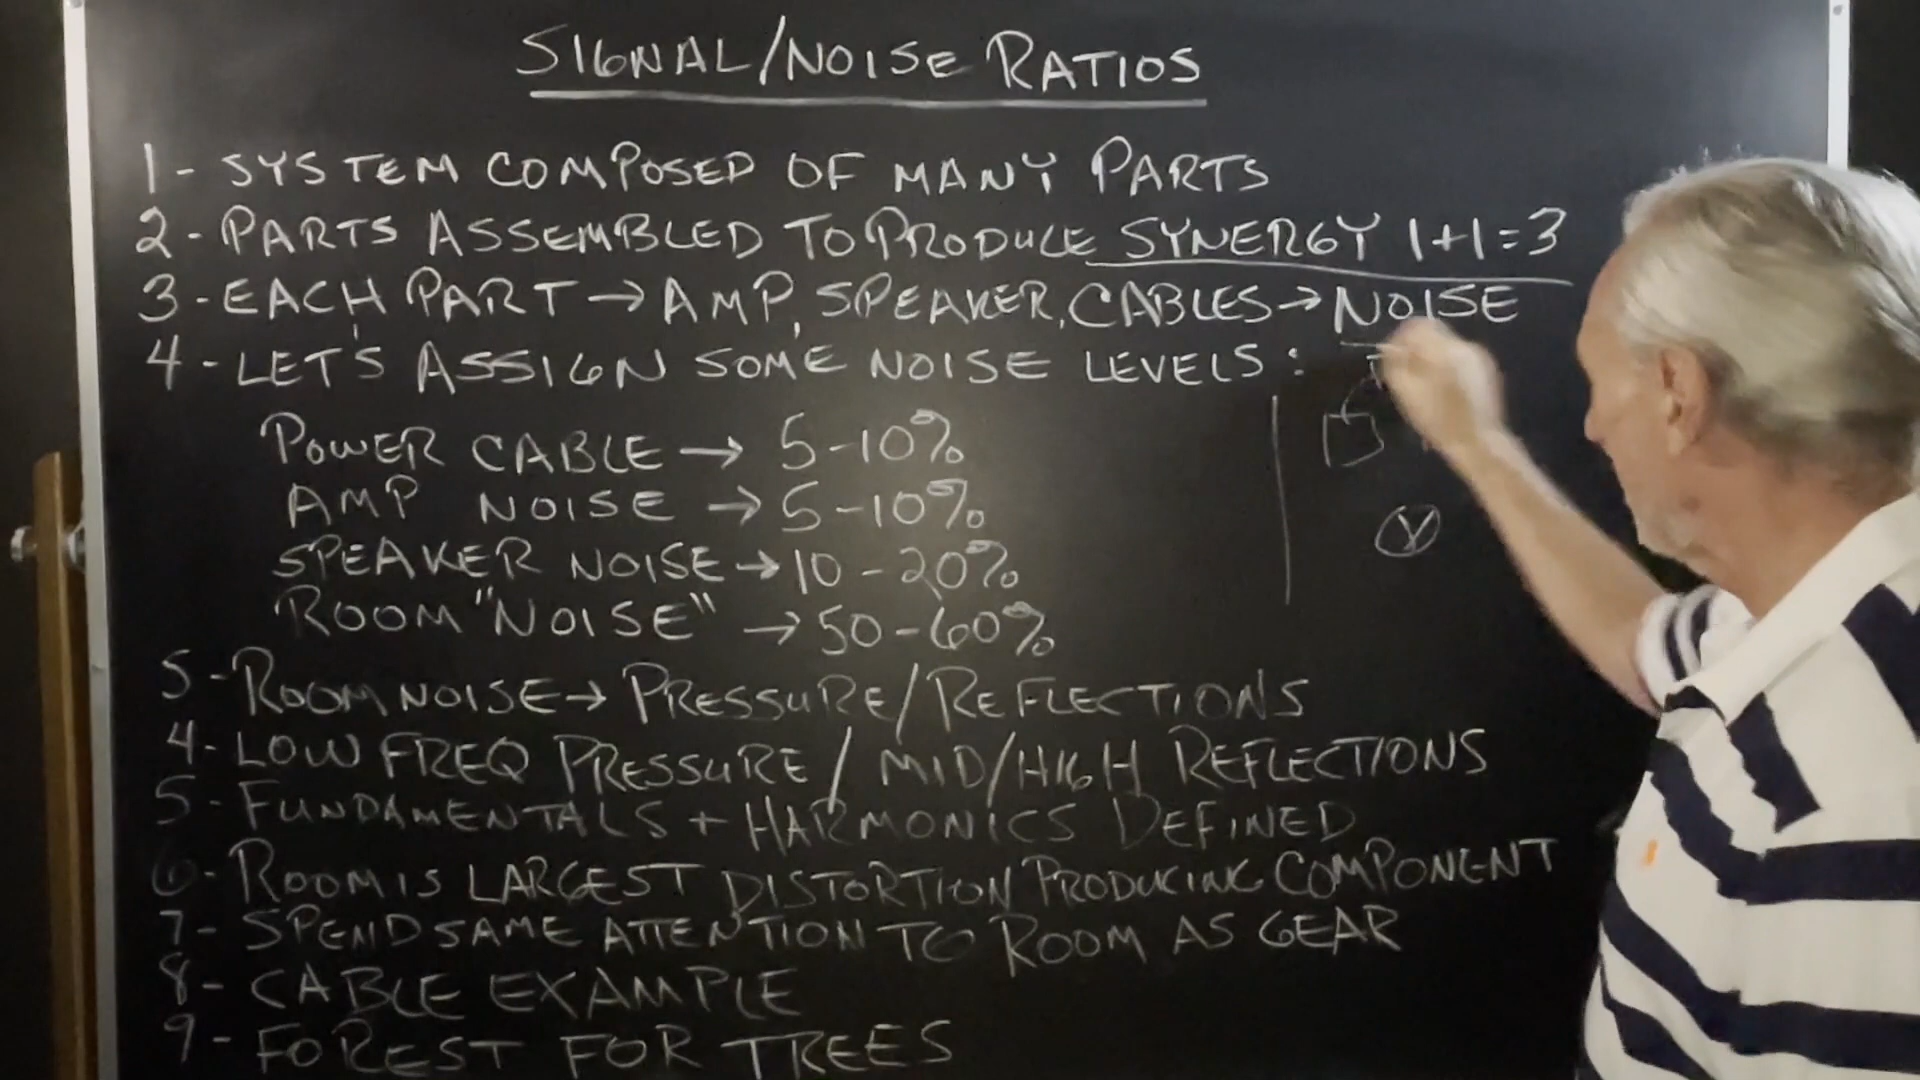 SIGNAL/NOISE RATIOS
1 - SYSTEM COMPOSED OF MANY PARTS
2 - PARTS ASSEMBLED TO PRODUCE SYNERGY 1+1=3
3 - EACH PART → AMP, SPEAKER, CABLES → NOISE
4 - LET'S ASSIGN SOME NOISE LEVELS:
POWER CABLE → 5-10%
AMP NOISE → 5-10%
SPEAKER NOISE → 10-20%
ROOM "NOISE" → 50-60%
5 - ROOM NOISE → PRESSURE/REFLECTIONS
4 - LOW FREQ PRESSURE / MID/HIGH REFLECTIONS
5 - FUNDAMENTALS + HARMONICS DEFINED
6 - ROOM IS LARGEST DISTORTION PRODUCING COMPONENT
7 - SPEND SAME ATTENTION TO ROOM AS GEAR
8 - CABLE EXAMPLE
9 - FOREST FOR TREES